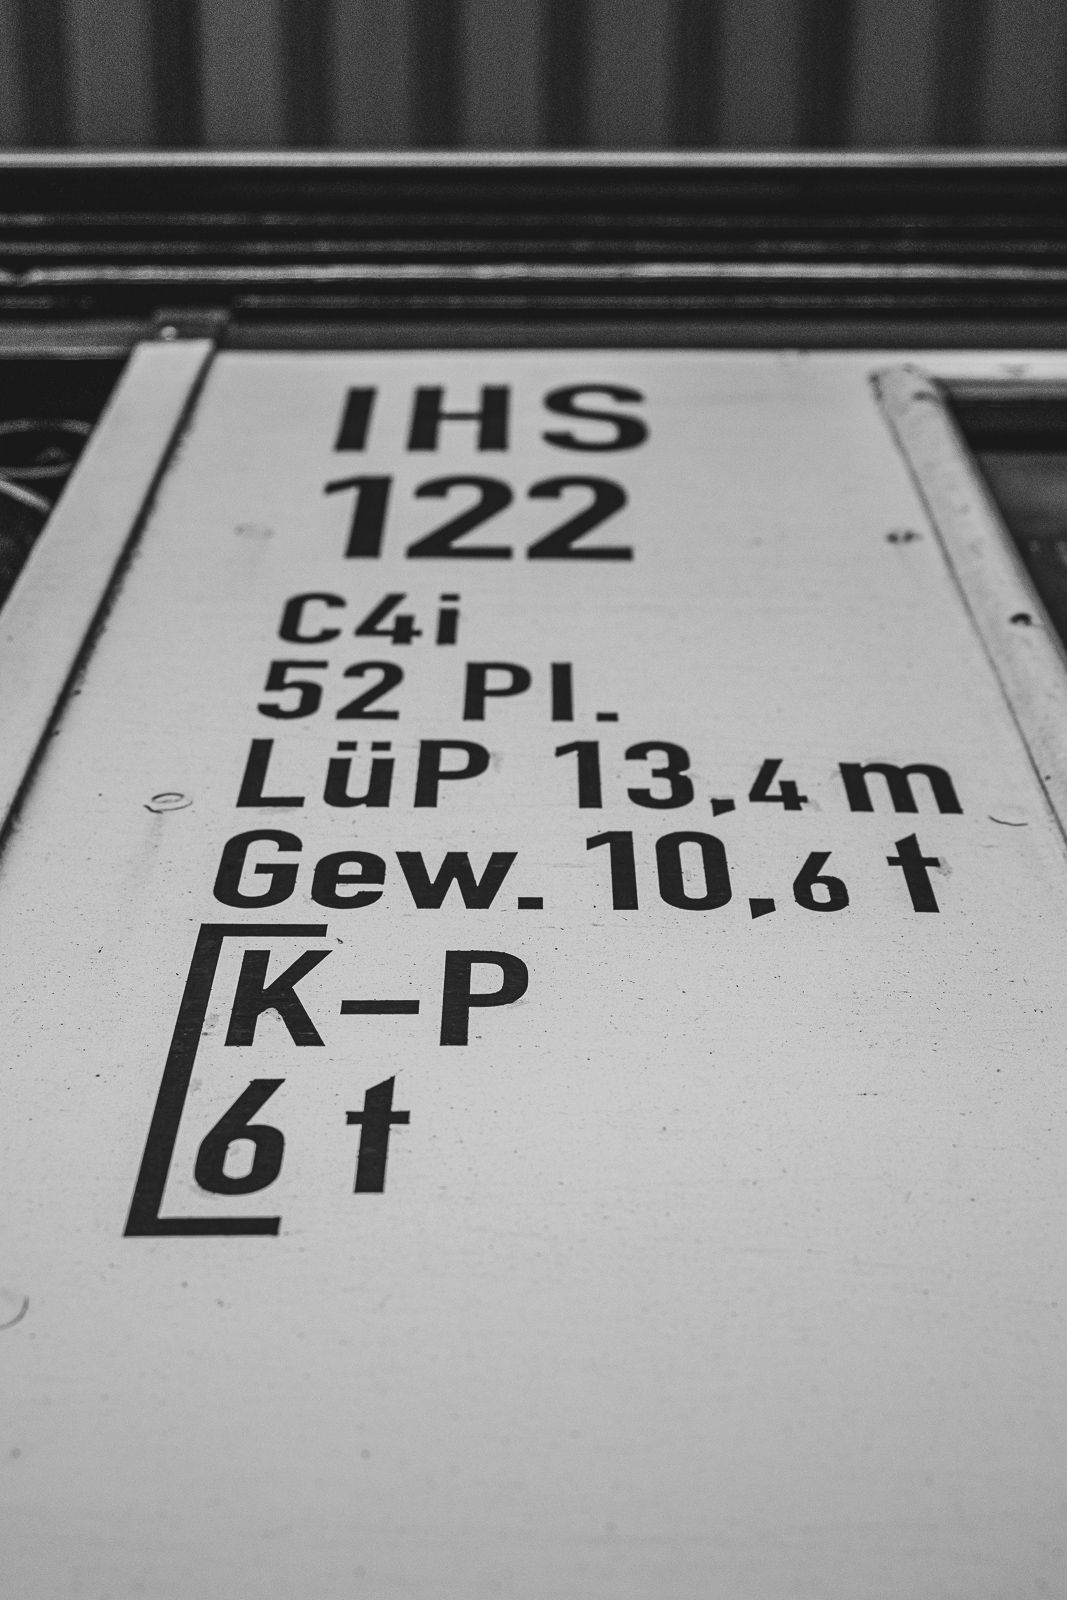 IHS
122
C4i
52 Pl.
LüP 13,4 m
Gew. 10,6 t
K-P
6 t